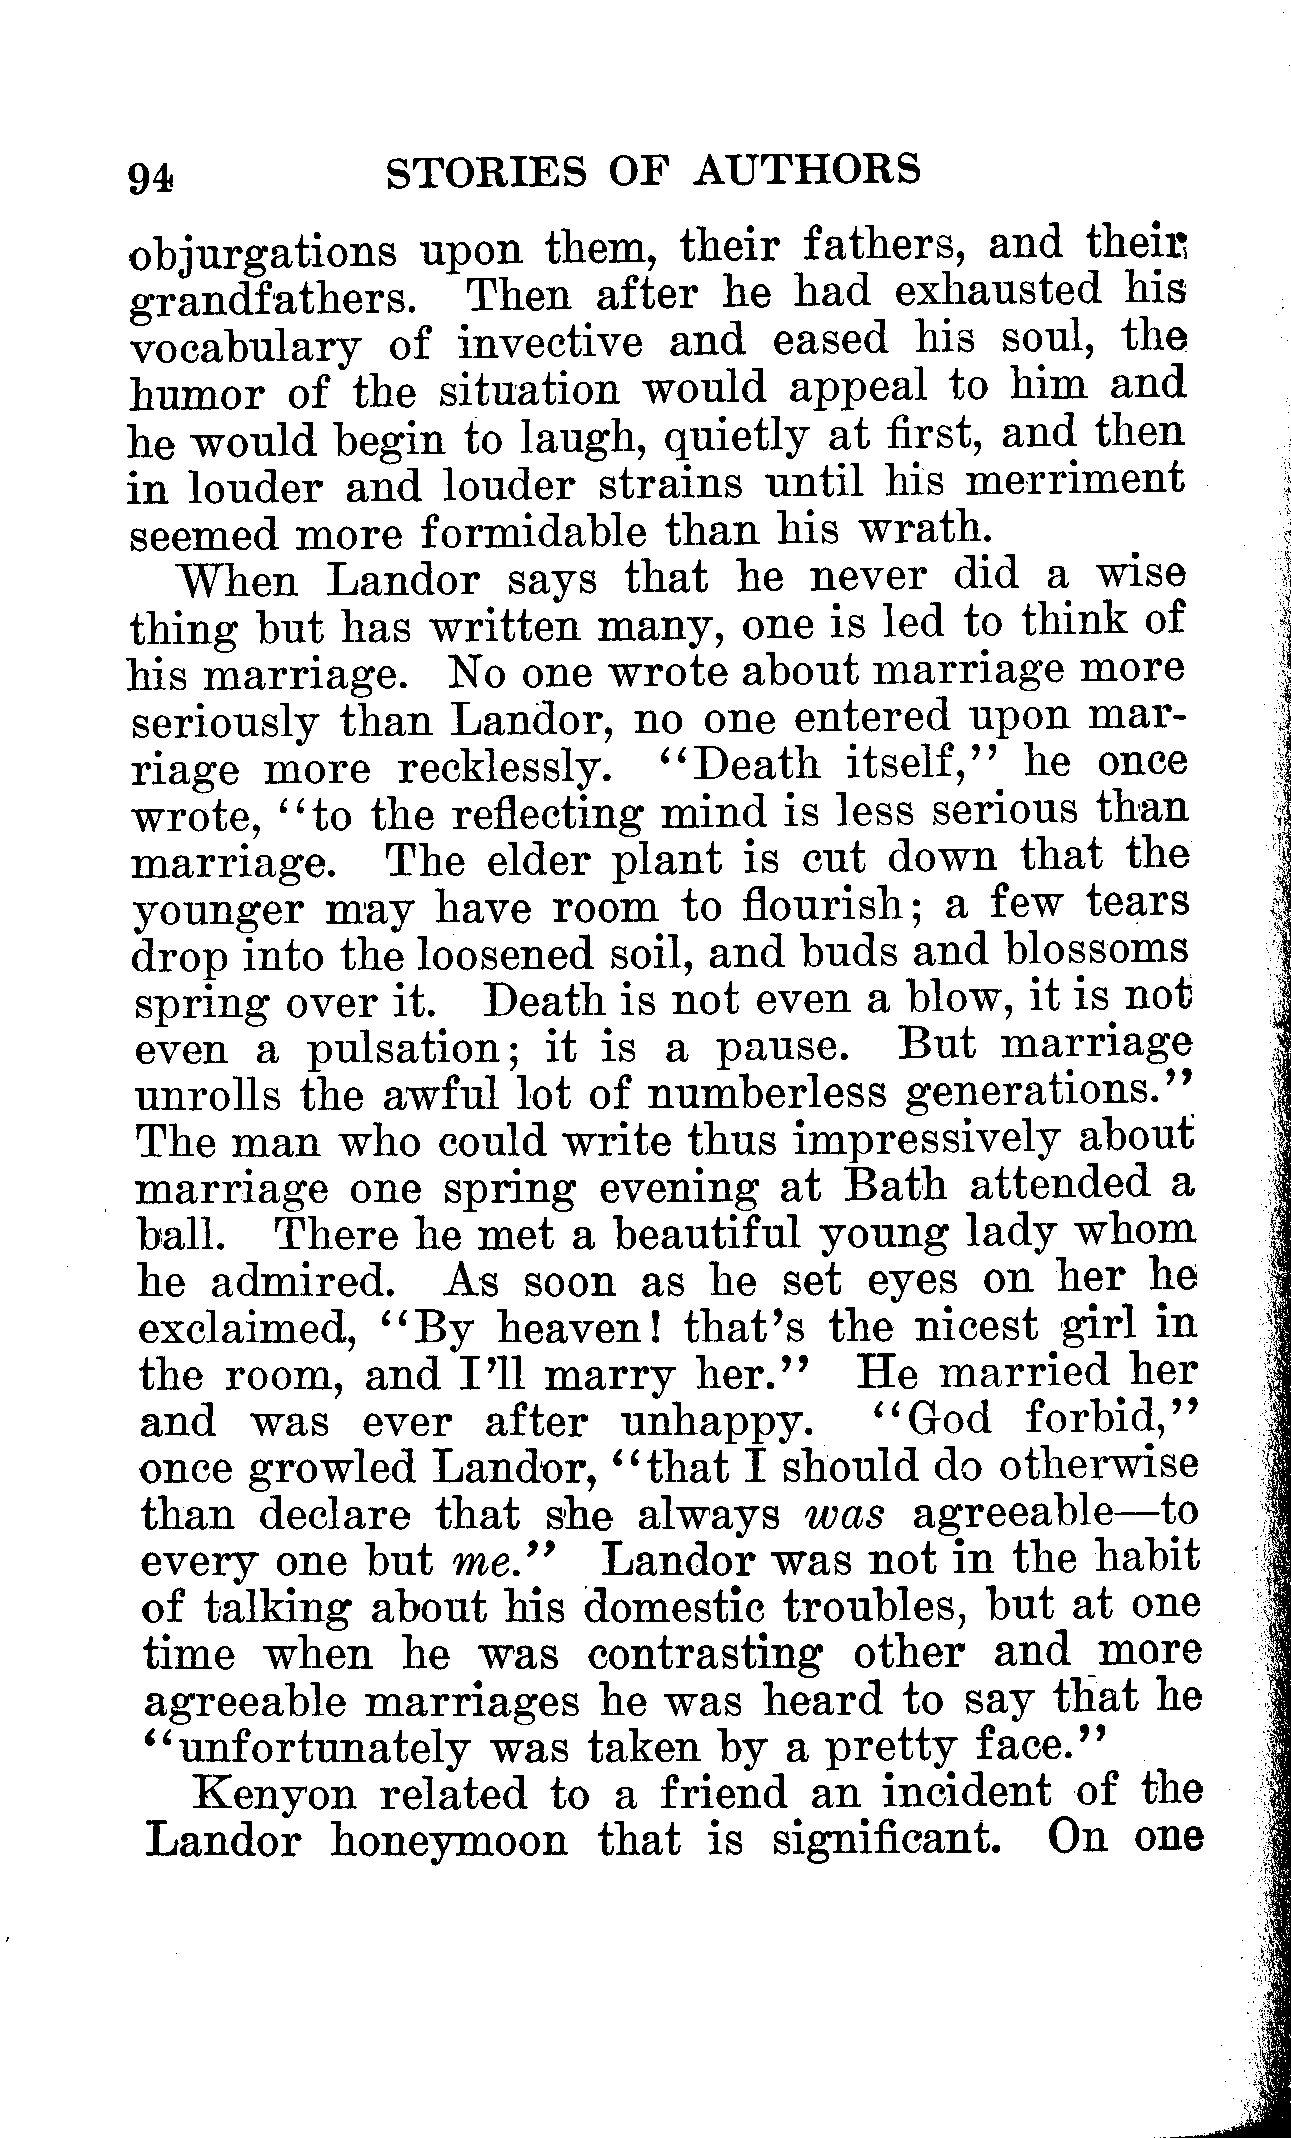 94 STORIES OF AUTHORS
objurgations upon them, their fathers, and their
grandfathers. Then after he had exhausted his
vocabulary of invective and eased his soul, the
humor of the situation would appeal to him and
he would begin to laugh, quietly at first, and then
in louder and louder strains until his merriment
seemed more formidable than his wrath.
When Landor says that he never did a wise
thing but has written many, one is led to think of
his marriage. No one wrote about marriage more
seriously than Landor, no one entered upon mar-
riage more recklessly. "Death itself," he once
wrote, "to the reflecting mind is less serious than
marriage. The elder plant is cut down that the
younger may have room to flourish; a few tears
drop into the loosened soil, and buds and blossoms
spring over it. Death is not even a blow, it is not
even a pulsation; it is a pause. But marriage
unrolls the awful lot of numberless generations."
The man who could write thus impressively about
marriage one spring evening at Bath attended a
ball. There he met a beautiful young lady whom
he admired. As soon as he set eyes on her he
exclaimed, "By heaven! that's the nicest girl in
the room, and I'll marry her." He married her
and was ever after unhappy. "God forbid,"
once growled Landor, "that I should do otherwise
than declare that she always was agreeable—to
every one but me." Landor was not in the habit
of talking about his domestic troubles, but at one
time when he was contrasting other and more
agreeable marriages he was heard to say that he
"unfortunately was taken by a pretty face."
Kenyon related to a friend an incident of the
Landor honeymoon that is significant. On one